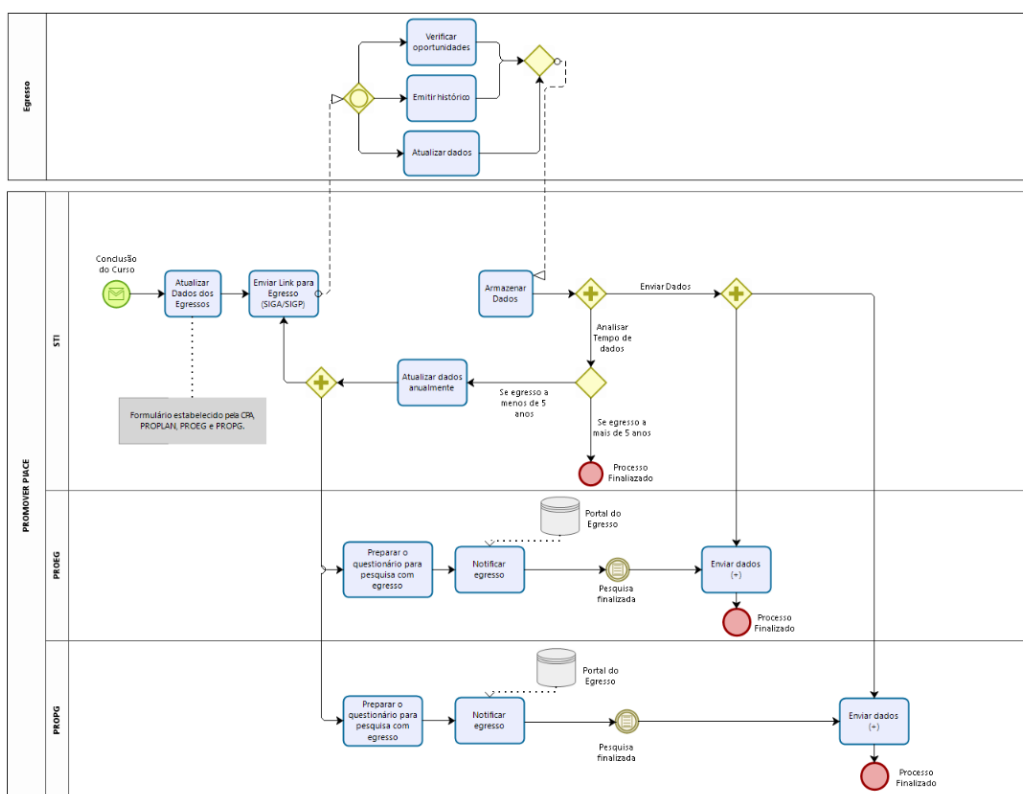 Egresso
Verificar
oportunidades
Emitir histórico
Atualizar dados
PROMOVER PIACE
STI
Conclusão
do Curso
Atualizar
Dados dos
Egressos
Enviar Link para
Egresso
(SIGA/SIGP)
Armazenar
Dados
Enviar Dados
Analisar
Tempo de
dados
Atualizar dados
anualmente
Se egresso a
menos de 5
anos
Se egresso a
mais de 5 anos
Formulário estabelecido pela CPA,
PROPLAN, PROEG e PROPG.
Processo
Finaliazado
PROEG
Portal do
Egresso
Preparar o
questionário para
pesquisa com
egresso
Notificar
egresso
Pesquisa
finalizada
Enviar dados
(+)
Processo
Finalizado
PROPG
Portal do
Egresso
Preparar o
questionário para
pesquisa com
egresso
Notificar
egresso
Pesquisa
finalizada
Enviar dados
(+)
Processo
Finalizado